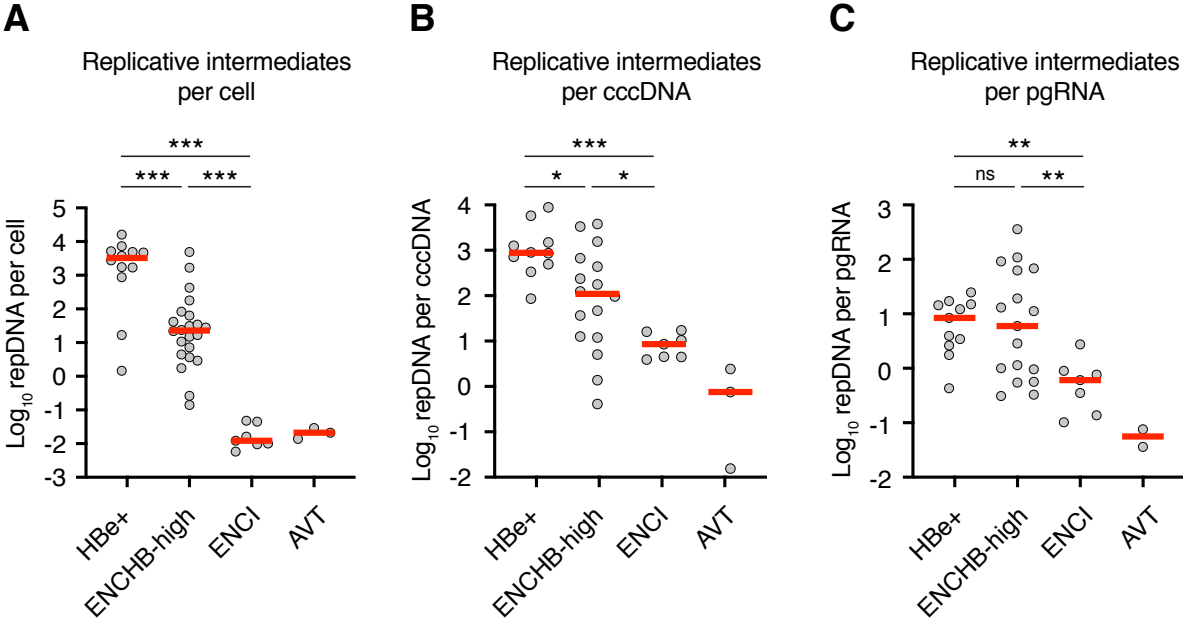 A
Replicative intermediates
per cell
***
***
***
Log10 repDNA per cell
5
4
3
2
1
0
-1
-2
-3
HBe+
ENCHB-high
ENCI
AVT
B
Replicative intermediates
per cccDNA
***
*
*
Log10 repDNA per cccDNA
4
3
2
1
0
-1
-2
HBe+
ENCHB-high
ENCI
AVT
C
Replicative intermediates
per pgRNA
**
ns
**
Log10 repDNA per pgRNA
3
2
1
0
-1
-2
HBe+
ENCHB-high
ENCI
AVT